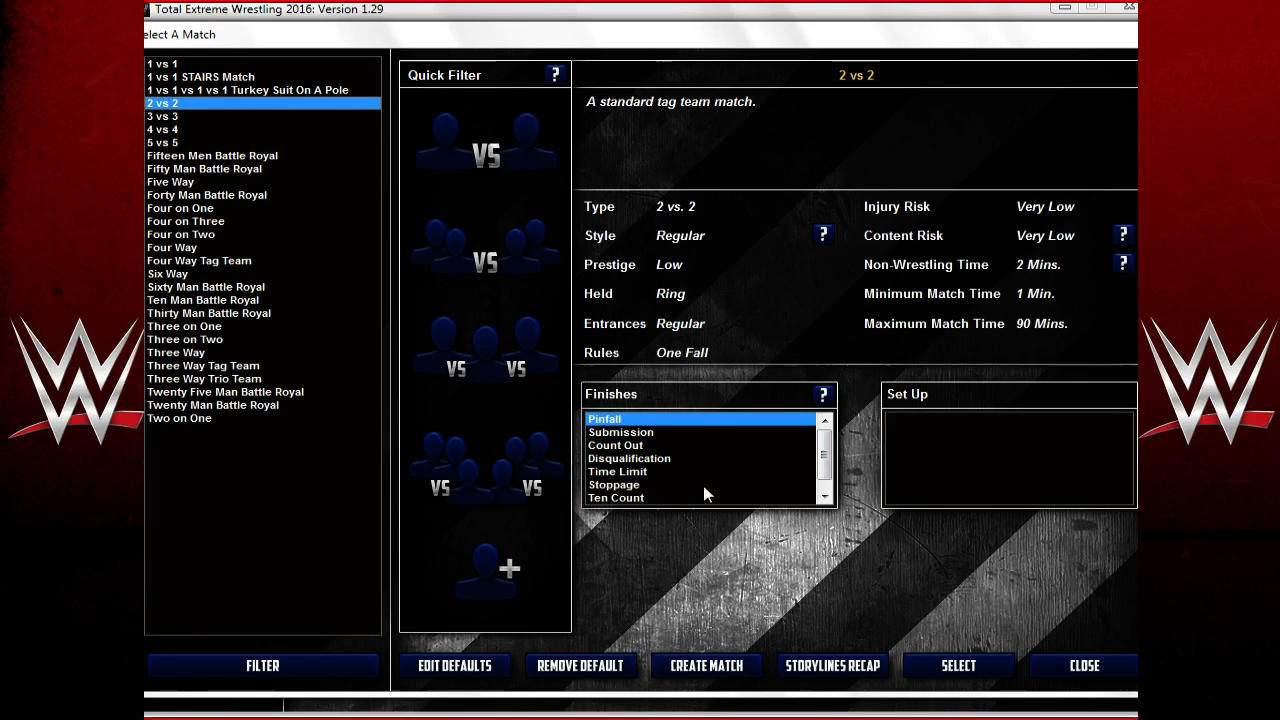 Total Extreme Wrestling 2016: Version 1.29
elect A Match
1 vs 1
1 vs 1 STAIRS Match
1 vs 1 vs 1 vs 1 Turkey Suit On A Pole
2 vs 2
3 vs 3
4 vs 4
5 vs 5
Fifteen Men Battle Royal
Fifty Man Battle Royal
Five Way
Forty Man Battle Royal
Four on One
Four on Three
Four on Two
Four Way
Four Way Tag Team
Six Way
Sixty Man Battle Royal
Ten Man Battle Royal
Thirty Man Battle Royal
Three on One
Three on Two
Three Way
Three Way Tag Team
Three Way Trio Team
Twenty Five Man Battle Royal
Twenty Man Battle Royal
Two on One
FILTER
Quick Filter ?
VS
VS
VS VS
VS VS
+
2 vs 2
A standard tag team match.
Type 2 vs. 2
Style Regular ?
Prestige Low
Held Ring
Entrances Regular
Rules One Fall
Injury Risk Very Low
Content Risk Very Low ?
Non-Wrestling Time 2 Mins. ?
Minimum Match Time 1 Min.
Maximum Match Time 90 Mins.
Finishes ?
Pinfall
Submission
Count Out
Disqualification
Time Limit
Stoppage
Ten Count
Set Up
EDIT DEFAULTS
REMOVE DEFAULT
CREATE MATCH
STORYLINES RECAP
SELECT
CLOSE